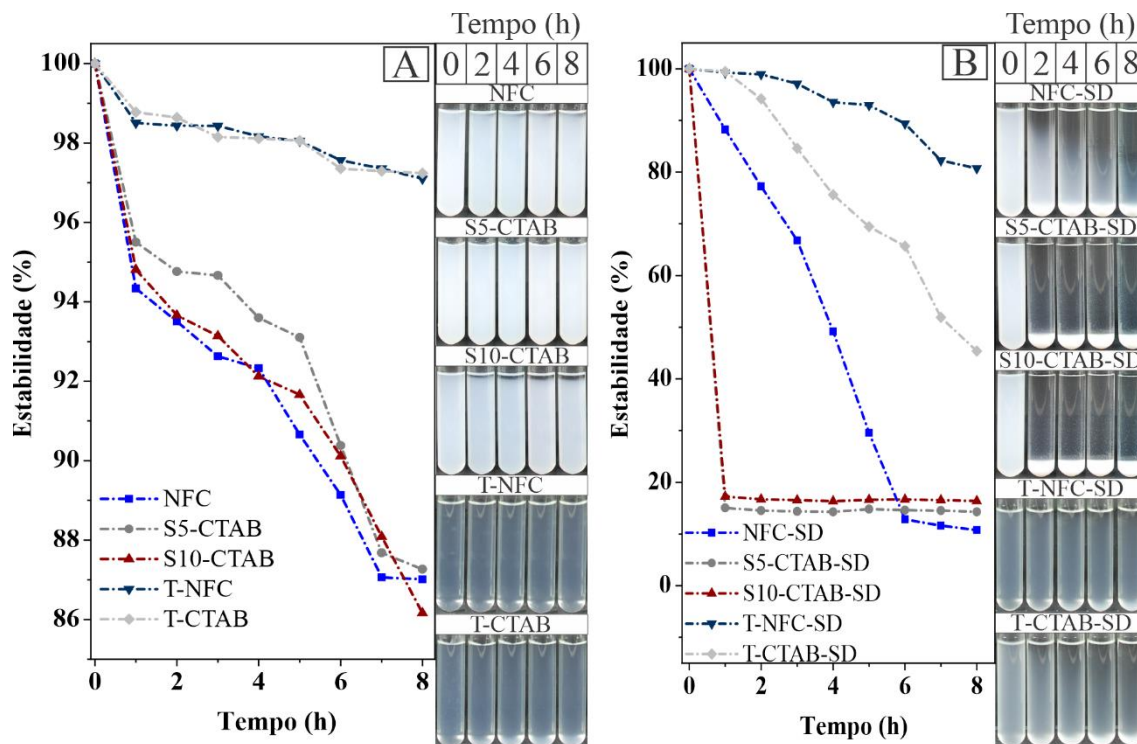 Tempo (h)
0 2 4 6 8
A
NFC
S5-CTAB
S10-CTAB
T-NFC
T-CTAB
Estabilidade (%)
100
98
96
94
92
90
88
86
NFC
S5-CTAB
S10-CTAB
T-NFC
T-CTAB
0 2 4 6 8
Tempo (h)
Tempo (h)
0 2 4 6 8
B
NFC-SD
S5-CTAB-SD
S10-CTAB-SD
T-NFC-SD
T-CTAB-SD
Estabilidade (%)
100
80
60
40
20
0
NFC-SD
S5-CTAB-SD
S10-CTAB-SD
T-NFC-SD
T-CTAB-SD
0 2 4 6 8
Tempo (h)